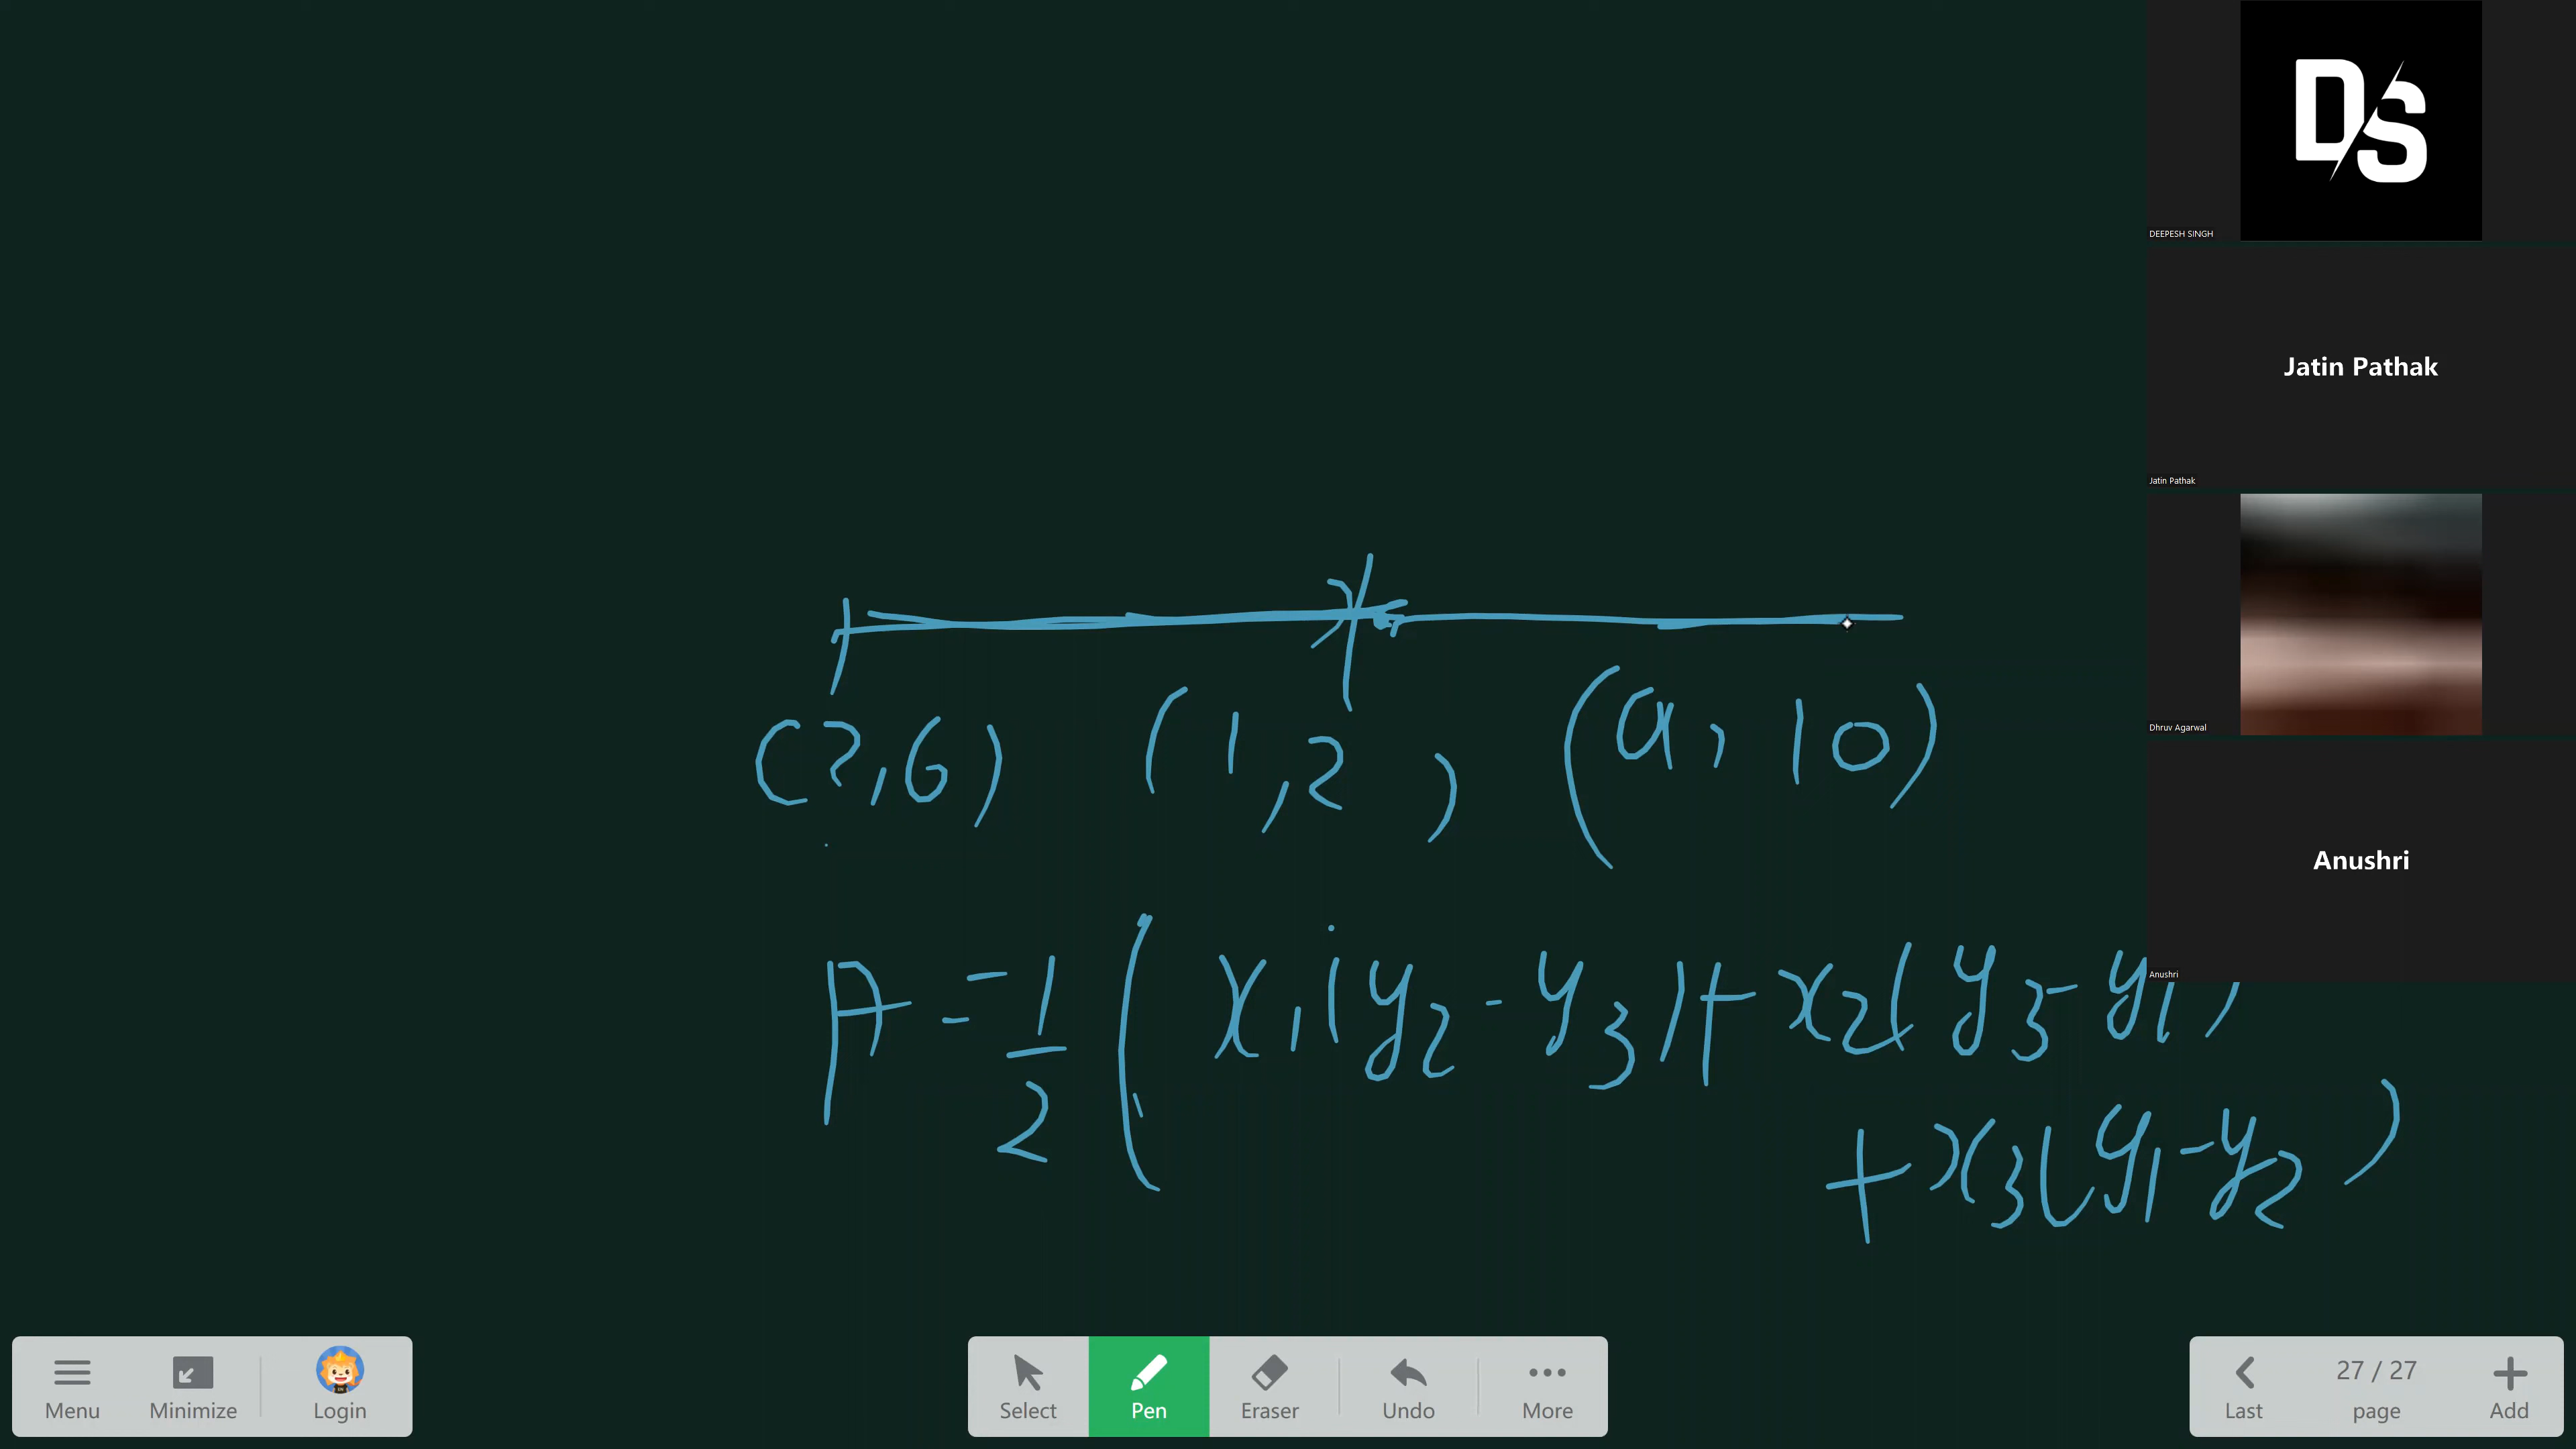 DS
DEEPESH SINGH
Jatin Pathak
Jatin Pathak
Dhruv Agarwal
Anushri
Anushri
(2,6) (1,2) (a,10)
A = 1/2 ( x1(y2-y3)+x2(y3-y1)
+x3(y1-y2)
Menu Minimize Login Select Pen Eraser Undo More Last 27 / 27 page Add